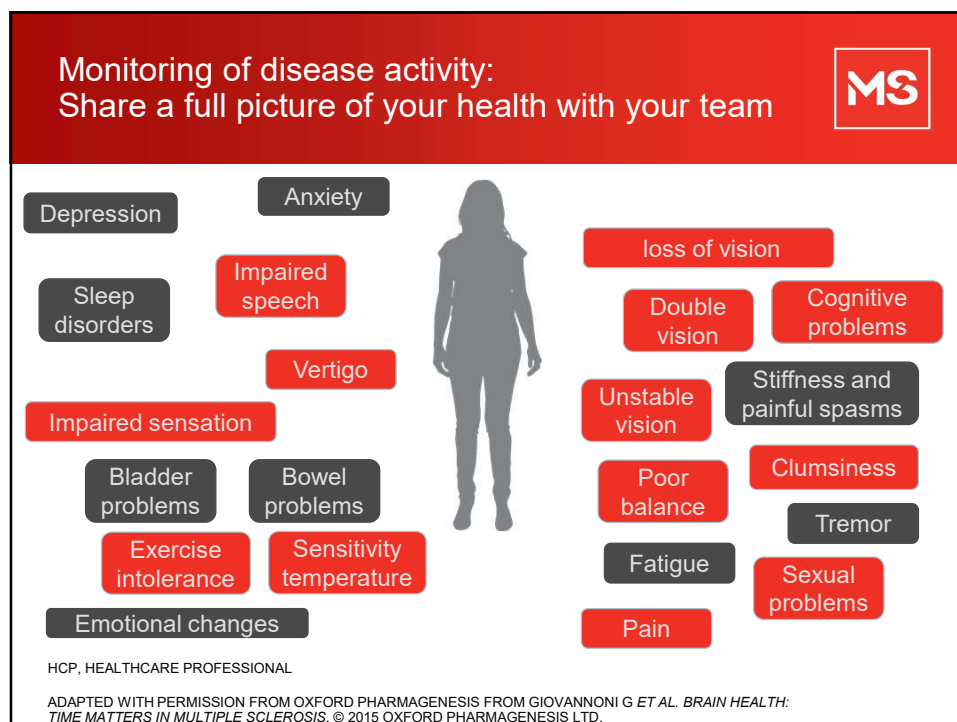 Monitoring of disease activity:
Share a full picture of your health with your team
MS
Depression
Anxiety
Sleep
disorders
Impaired
speech
Vertigo
Impaired sensation
Bladder
problems
Bowel
problems
Exercise
intolerance
Sensitivity
temperature
Emotional changes
loss of vision
Double
vision
Cognitive
problems
Unstable
vision
Stiffness and
painful spasms
Poor
balance
Clumsiness
Tremor
Fatigue
Sexual
problems
Pain
HCP, HEALTHCARE PROFESSIONAL
ADAPTED WITH PERMISSION FROM OXFORD PHARMAGENESIS FROM GIOVANNONI G ET AL. BRAIN HEALTH:
TIME MATTERS IN MULTIPLE SCLEROSIS. © 2015 OXFORD PHARMAGENESIS LTD.